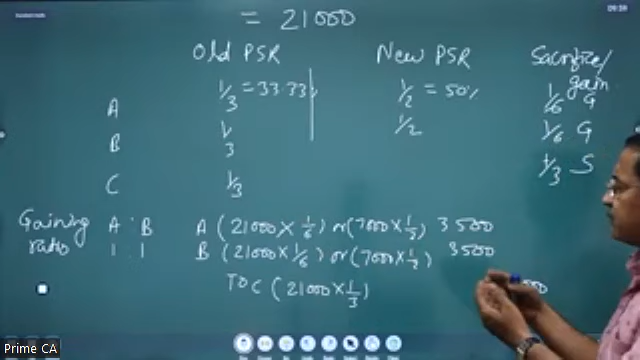 09:59
= 21000
Old PSR New PSR Sacrifice/gain
A 1/3 = 33.33% 1/2 = 50% 1/6 G
B 1/3 1/2 1/6 G
C 1/3 1/3 S
Gaining ratio A : B A (21000 × 1/6) or (7000 × 1/2) 3500
1 : 1 B (21000 × 1/6) or (7000 × 1/2) 3500
To C (21000 × 1/3)
Prime CA